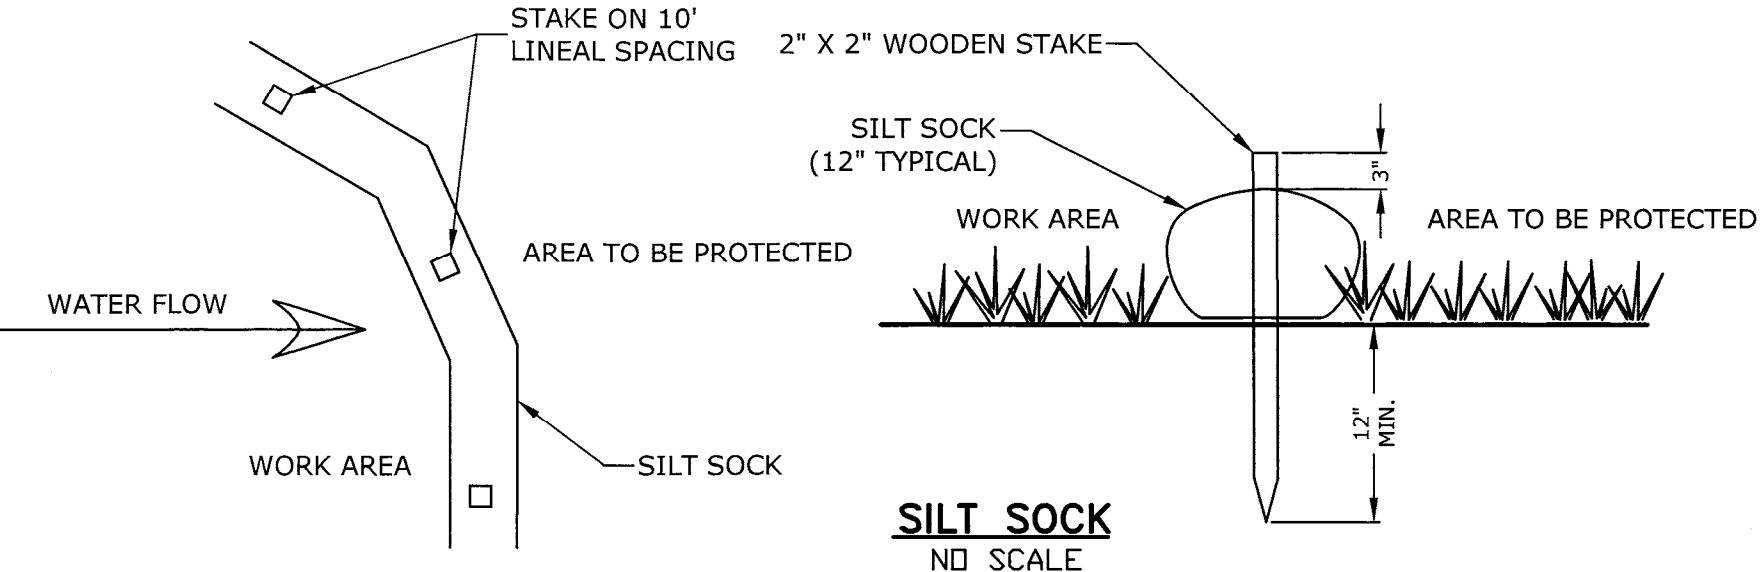 STAKE ON 10'
LINEAL SPACING
AREA TO BE PROTECTED
WATER FLOW
WORK AREA
SILT SOCK
2" X 2" WOODEN STAKE
SILT SOCK
(12" TYPICAL)
3"
WORK AREA
AREA TO BE PROTECTED
12"
MIN.
SILT SOCK
NO SCALE